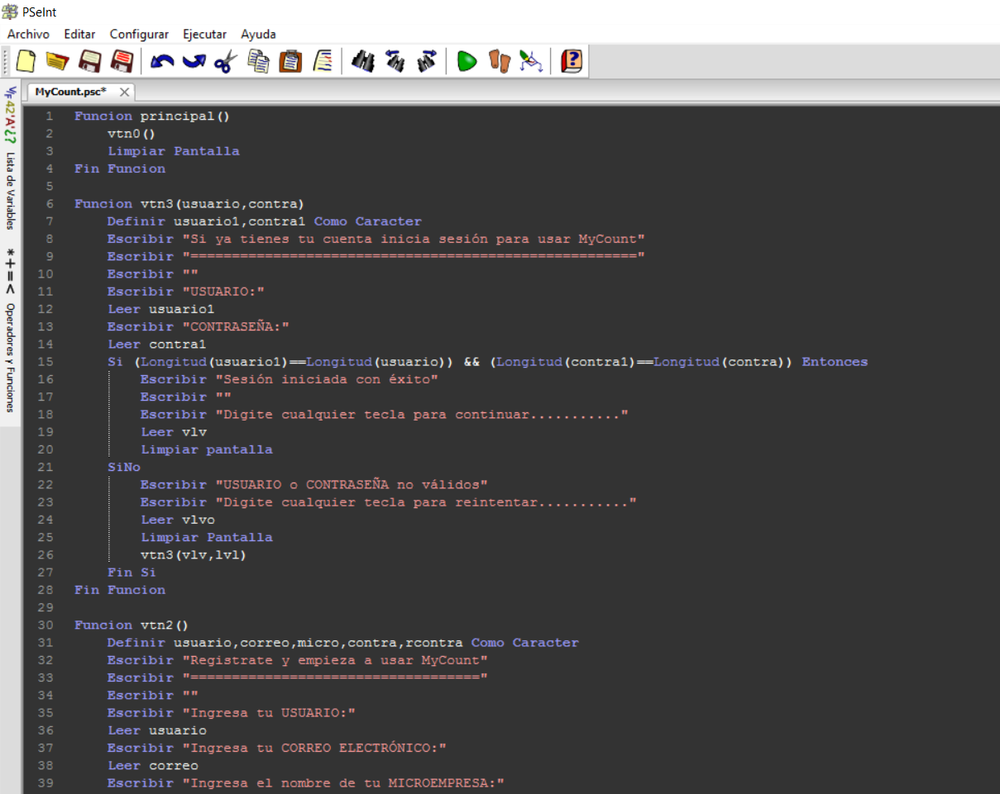 PSeInt
Archivo Editar Configurar Ejecutar Ayuda
MyCount.psc*
42'A'¿?
Lista de Variables
*+=<
Operadores y Funciones
1 Funcion principal()
2 vtn0()
3 Limpiar Pantalla
4 Fin Funcion
5
6 Funcion vtn3(usuario,contra)
7 Definir usuario1,contra1 Como Caracter
8 Escribir "Si ya tienes tu cuenta inicia sesión para usar MyCount"
9 Escribir "======================================================"
10 Escribir ""
11 Escribir "USUARIO:"
12 Leer usuario1
13 Escribir "CONTRASEÑA:"
14 Leer contra1
15 Si (Longitud(usuario1)==Longitud(usuario)) && (Longitud(contra1)==Longitud(contra)) Entonces
16 Escribir "Sesión iniciada con éxito"
17 Escribir ""
18 Escribir "Digite cualquier tecla para continuar..........."
19 Leer vlv
20 Limpiar pantalla
21 SiNo
22 Escribir "USUARIO o CONTRASEÑA no válidos"
23 Escribir "Digite cualquier tecla para reintentar..........."
24 Leer vlvo
25 Limpiar Pantalla
26 vtn3(vlv,lvl)
27 Fin Si
28 Fin Funcion
29
30 Funcion vtn2()
31 Definir usuario,correo,micro,contra,rcontra Como Caracter
32 Escribir "Registrate y empieza a usar MyCount"
33 Escribir "==================================="
34 Escribir ""
35 Escribir "Ingresa tu USUARIO:"
36 Leer usuario
37 Escribir "Ingresa tu CORREO ELECTRÓNICO:"
38 Leer correo
39 Escribir "Ingresa el nombre de tu MICROEMPRESA:"